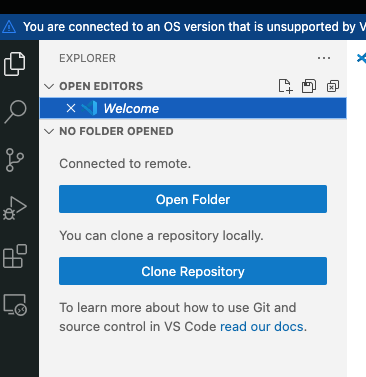 You are connected to an OS version that is unsupported by V
EXPLORER
OPEN EDITORS
Welcome
NO FOLDER OPENED
Connected to remote.
Open Folder
You can clone a repository locally.
Clone Repository
To learn more about how to use Git and
source control in VS Code read our docs.